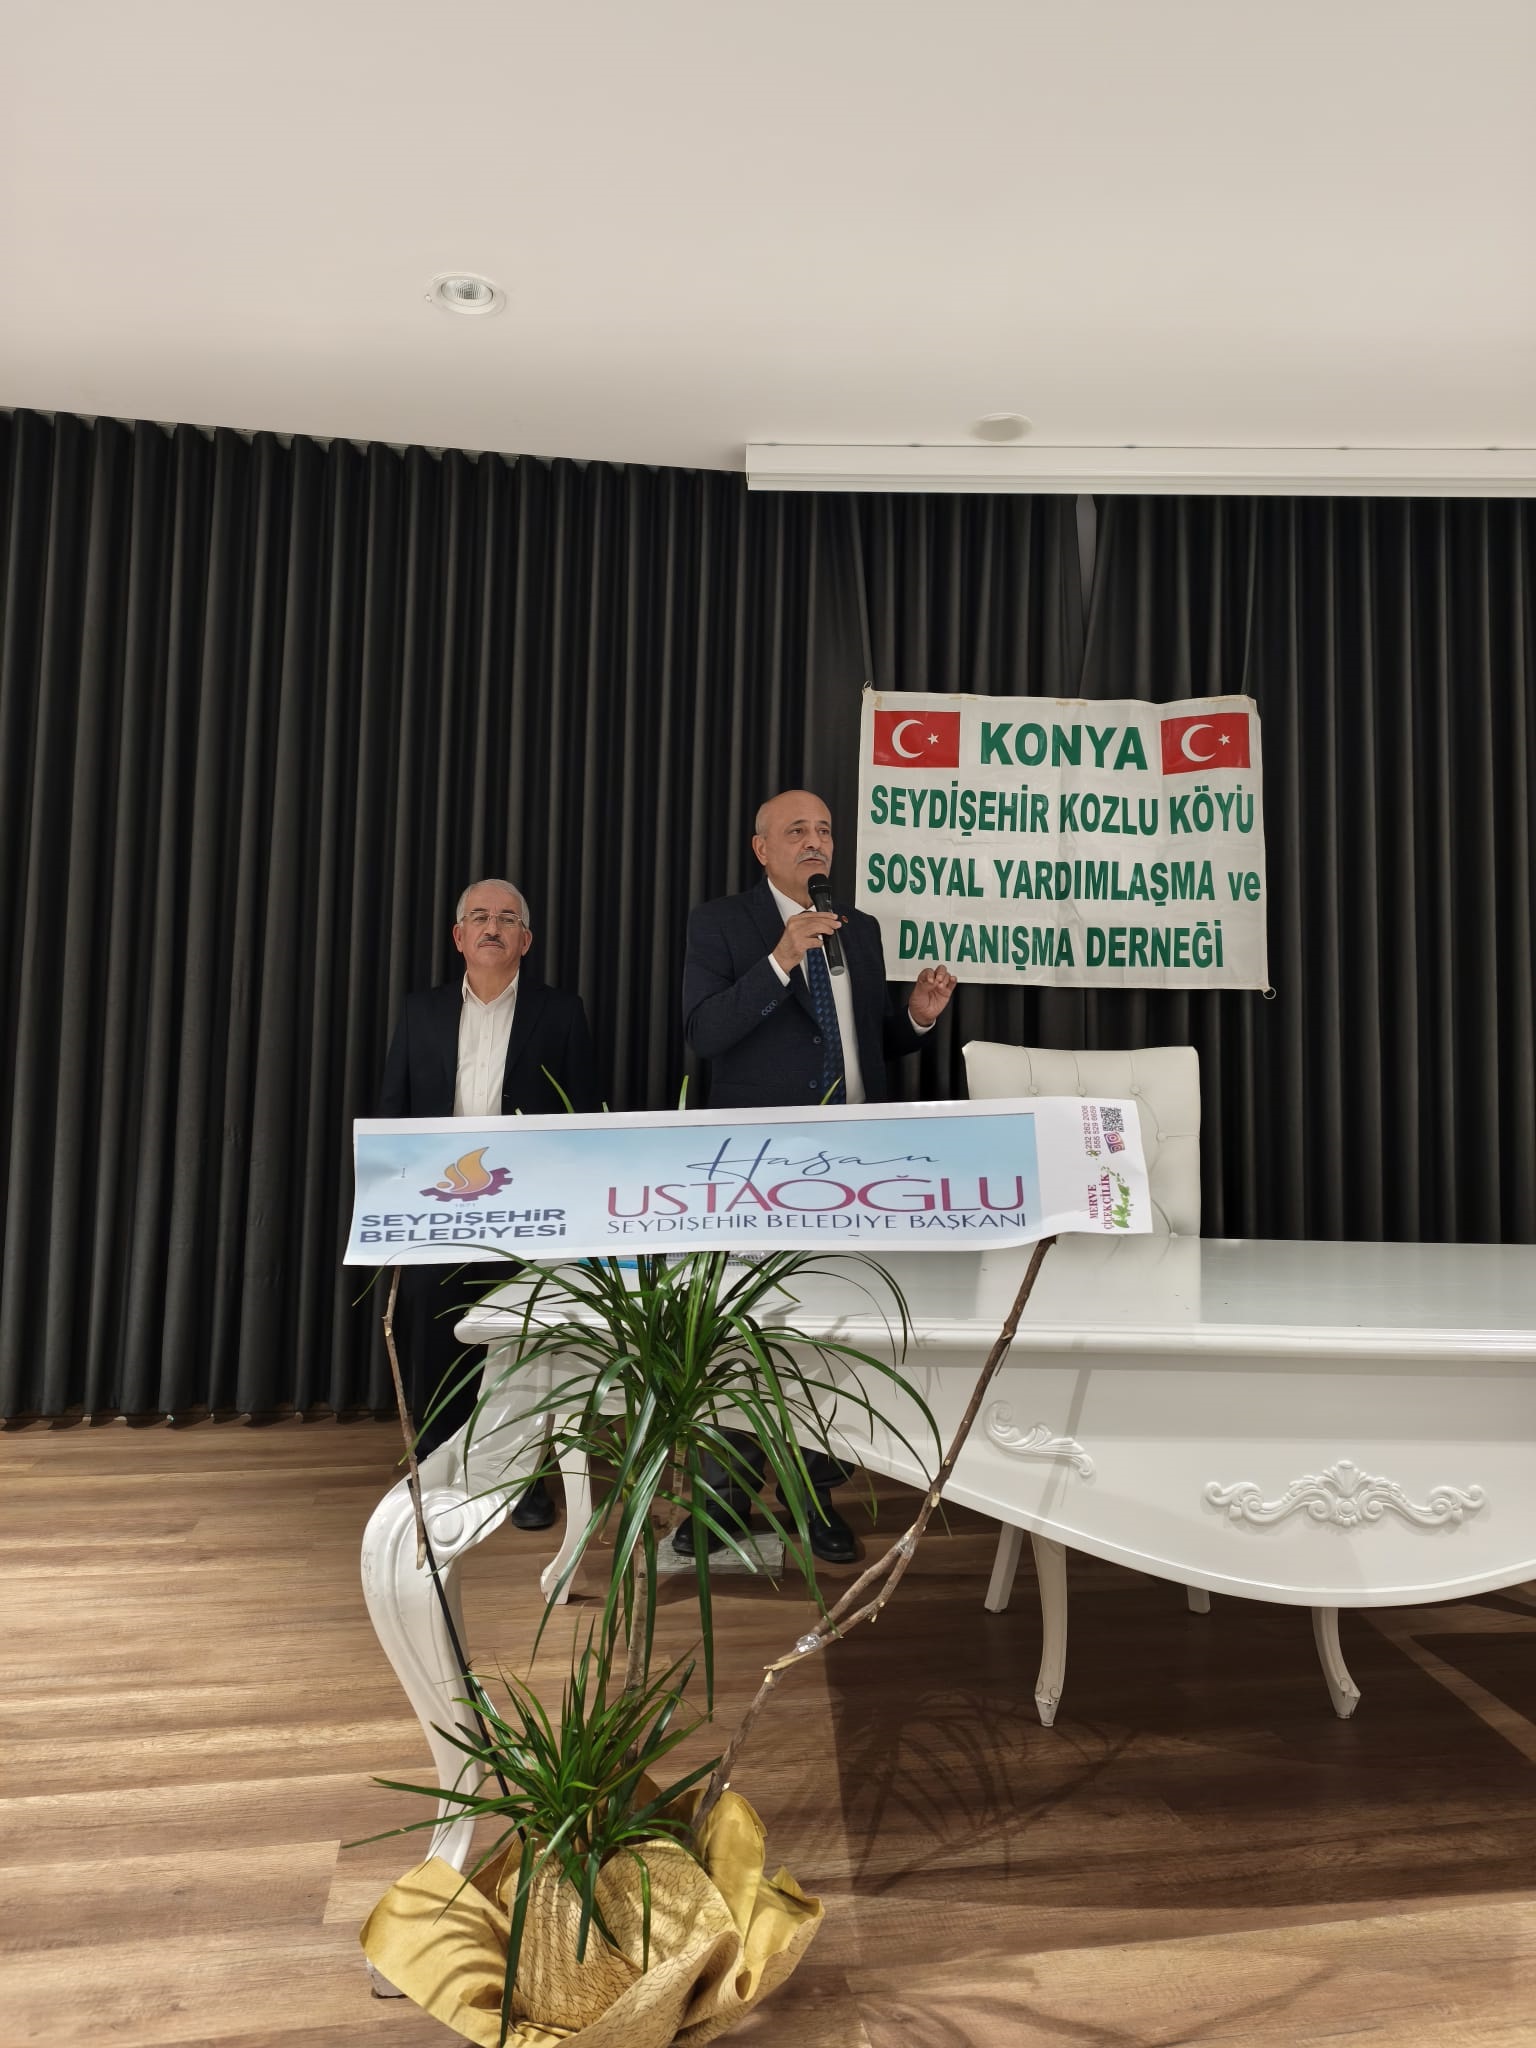 KONYA
SEYDİŞEHİR KOZLU KÖYÜ
SOSYAL YARDIMLAŞMA ve
DAYANIŞMA DERNEĞİ
1871
SEYDİŞEHİR
BELEDİYESİ
Hasan
USTAOĞLU
SEYDİŞEHİR BELEDİYE BAŞKANI
MERVE
ÇİÇEKÇİLİK